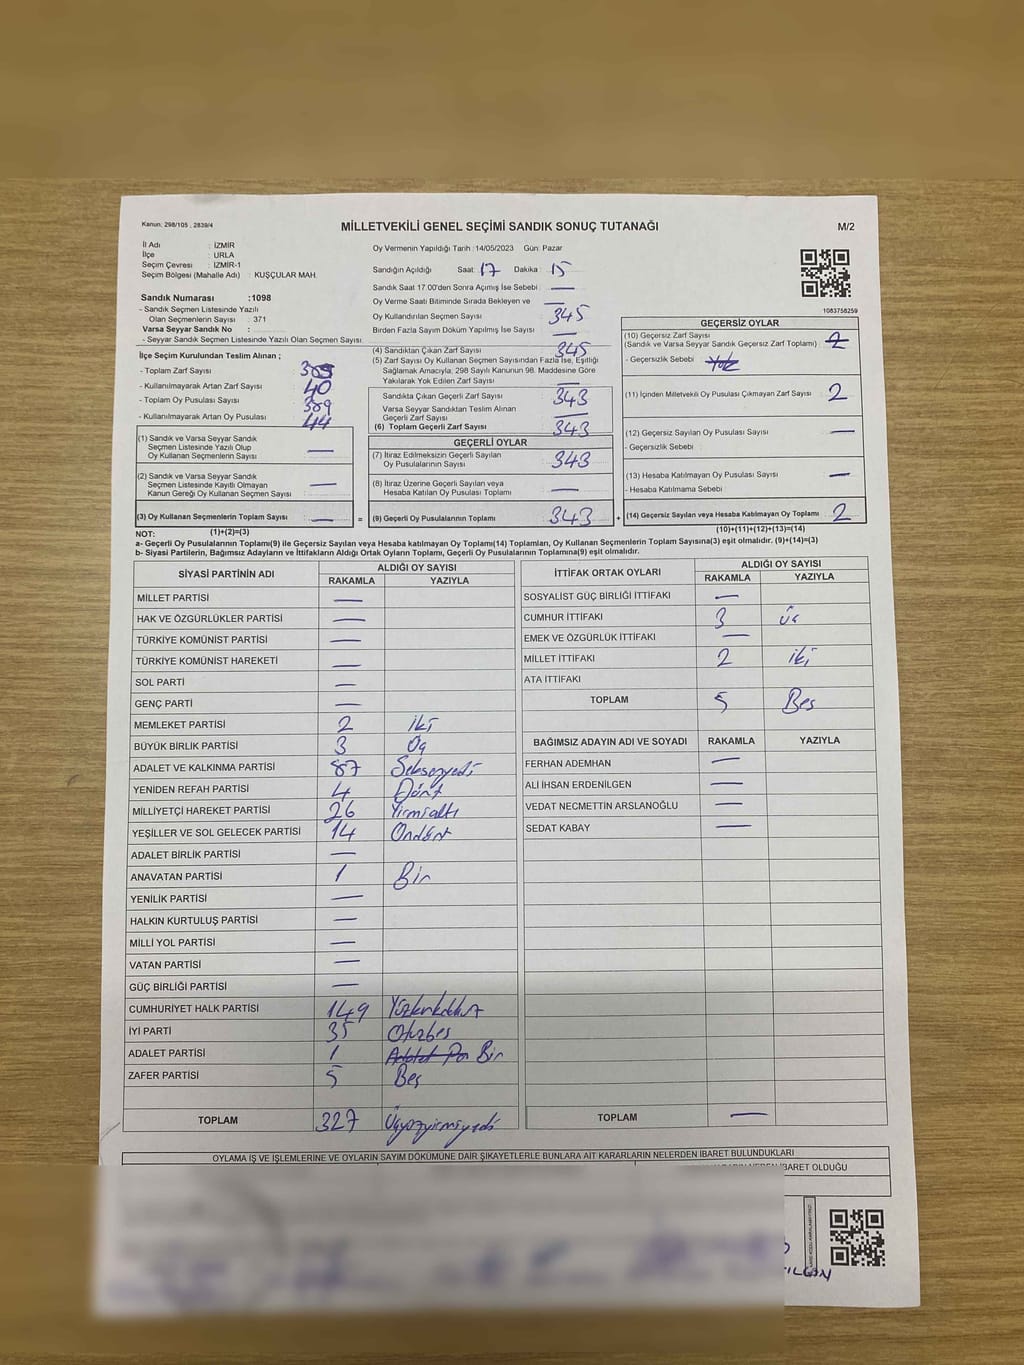 Kanun: 298/105 , 2839/4
MİLLETVEKİLİ GENEL SEÇİMİ SANDIK SONUÇ TUTANAĞI
M/2
İl Adı : İZMİR
İlçe : URLA
Seçim Çevresi : İZMİR-1
Seçim Bölgesi (Mahalle Adı) : KUŞÇULAR MAH.
Sandık Numarası :1098
- Sandık Seçmen Listesinde Yazılı
Olan Seçmenlerin Sayısı : 371
Varsa Seyyar Sandık No :
- Seyyar Sandık Seçmen Listesinde Yazılı Olan Seçmen Sayısı :
Oy Vermenin Yapıldığı Tarih :14/05/2023 Gün: Pazar
Sandığın Açıldığı Saat: 17 Dakika : 15
Sandık Saat 17.00'den Sonra Açımış İse Sebebi : —
Oy Verme Saati Bitiminde Sırada Bekleyen ve —
Oy Kullandırılan Seçmen Sayısı : 345
Birden Fazla Sayım Döküm Yapılmış İse Sayısı : —
1083758259
İlçe Seçim Kurulundan Teslim Alınan ;
- Toplam Zarf Sayısı :
- Kullanılmayarak Artan Zarf Sayısı : 40
- Toplam Oy Pusulası Sayısı : 389
- Kullanılmayarak Artan Oy Pusulası : 44
(1) Sandık ve Varsa Seyyar Sandık
Seçmen Listesinde Yazılı Olup
Oy Kullanan Seçmenlerin Sayısı : —
(2) Sandık ve Varsa Seyyar Sandık
Seçmen Listesinde Kayıtlı Olmayan —
Kanun Gereği Oy Kullanan Seçmen Sayısı :
(3) Oy Kullanan Seçmenlerin Toplam Sayısı : — =
(4) Sandıktan Çıkan Zarf Sayısı : 345
(5) Zarf Sayısı Oy Kullanan Seçmen Sayısından Fazla İse, Eşitliği
Sağlamak Amacıyla, 298 Sayılı Kanunun 98. Maddesine Göre
Yakılarak Yok Edilen Zarf Sayısı : —
Sandıkta Çıkan Geçerli Zarf Sayısı : 343
Varsa Seyyar Sandıktan Teslim Alınan
Geçerli Zarf Sayısı : —
(6) Toplam Geçerli Zarf Sayısı : 343
GEÇERLİ OYLAR
(7) İtiraz Edilmeksizin Geçerli Sayılan
Oy Pusulalarının Sayısı : 343
(8) İtiraz Üzerine Geçerli Sayılan veya
Hesaba Katılan Oy Pusulası Toplamı : —
(9) Geçerli Oy Pusulalarının Toplamı : 343 +
GEÇERSİZ OYLAR
(10) Geçersiz Zarf Sayısı
(Sandık ve Varsa Seyyar Sandık Geçersiz Zarf Toplamı) : 2
- Geçersizlik Sebebi : Yok
(11) İçinden Milletvekili Oy Pusulası Çıkmayan Zarf Sayısı : 2
(12) Geçersiz Sayılan Oy Pusulası Sayısı : —
- Geçersizlik Sebebi :
(13) Hesaba Katılmayan Oy Pusulası Sayısı : —
- Hesaba Katılmama Sebebi :
(14) Geçersiz Sayılan veya Hesaba Katılmayan Oy Toplamı : 2
NOT: (1)+(2)=(3) (10)+(11)+(12)+(13)=(14)
a- Geçerli Oy Pusulalarının Toplamı(9) ile Geçersiz Sayılan veya Hesaba katılmayan Oy Pusulası Toplamı(14) Toplamları, Oy Kullanan Seçmenlerin Toplam Sayısına(3) eşit olmalıdır. (9)+(14)=(3)
b- Siyasi Partilerin, Bağımsız Adayların ve İttifakların Aldığı Ortak Oyların Toplamı, Geçerli Oy Pusulalarının Toplamına(9) eşit olmalıdır.
SİYASİ PARTİNİN ADI ALDIĞI OY SAYISI
RAKAMLA YAZIYLA
MİLLET PARTİSİ —
HAK VE ÖZGÜRLÜKLER PARTİSİ —
TÜRKİYE KOMÜNİST PARTİSİ —
TÜRKİYE KOMÜNİST HAREKETİ —
SOL PARTİ —
GENÇ PARTİ —
MEMLEKET PARTİSİ 2 iki
BÜYÜK BİRLİK PARTİSİ 3 Üç
ADALET VE KALKINMA PARTİSİ 87 Seksenyedi
YENİDEN REFAH PARTİSİ 4 Dört
MİLLİYETÇİ HAREKET PARTİSİ 26 Yirmialtı
YEŞİLLER VE SOL GELECEK PARTİSİ 14 Ondört
ADALET BİRLİK PARTİSİ —
ANAVATAN PARTİSİ 1 Bir
YENİLİK PARTİSİ —
HALKIN KURTULUŞ PARTİSİ —
MİLLİ YOL PARTİSİ —
VATAN PARTİSİ —
GÜÇ BİRLİĞİ PARTİSİ —
CUMHURİYET HALK PARTİSİ 149 Yüzkırkdokuz
İYİ PARTİ 35 Otuzbeş
ADALET PARTİSİ 1 Adalet Par Bir
ZAFER PARTİSİ 5 Beş
TOPLAM 327 Üçyüzyirmiyedi
İTTİFAK ORTAK OYLARI ALDIĞI OY SAYISI
RAKAMLA YAZIYLA
SOSYALİST GÜÇ BİRLİĞİ İTTİFAKI —
CUMHUR İTTİFAKI 3 üç
EMEK VE ÖZGÜRLÜK İTTİFAKI —
MİLLET İTTİFAKI 2 iki
ATA İTTİFAKI
TOPLAM 5 Beş
BAĞIMSIZ ADAYIN ADI VE SOYADI RAKAMLA YAZIYLA
FERHAN ADEMHAN —
ALİ İHSAN ERDENİLGEN —
VEDAT NECMETTİN ARSLANOĞLU —
SEDAT KABAY —
TOPLAM —
OYLAMA İŞ VE İŞLEMLERİNE VE OYLARIN SAYIM DÖKÜMÜNE DAİR ŞİKAYETLERLE BUNLARA AİT KARARLARIN NELERDEN İBARET BULUNDUKLARI
İBARET OLDUĞU